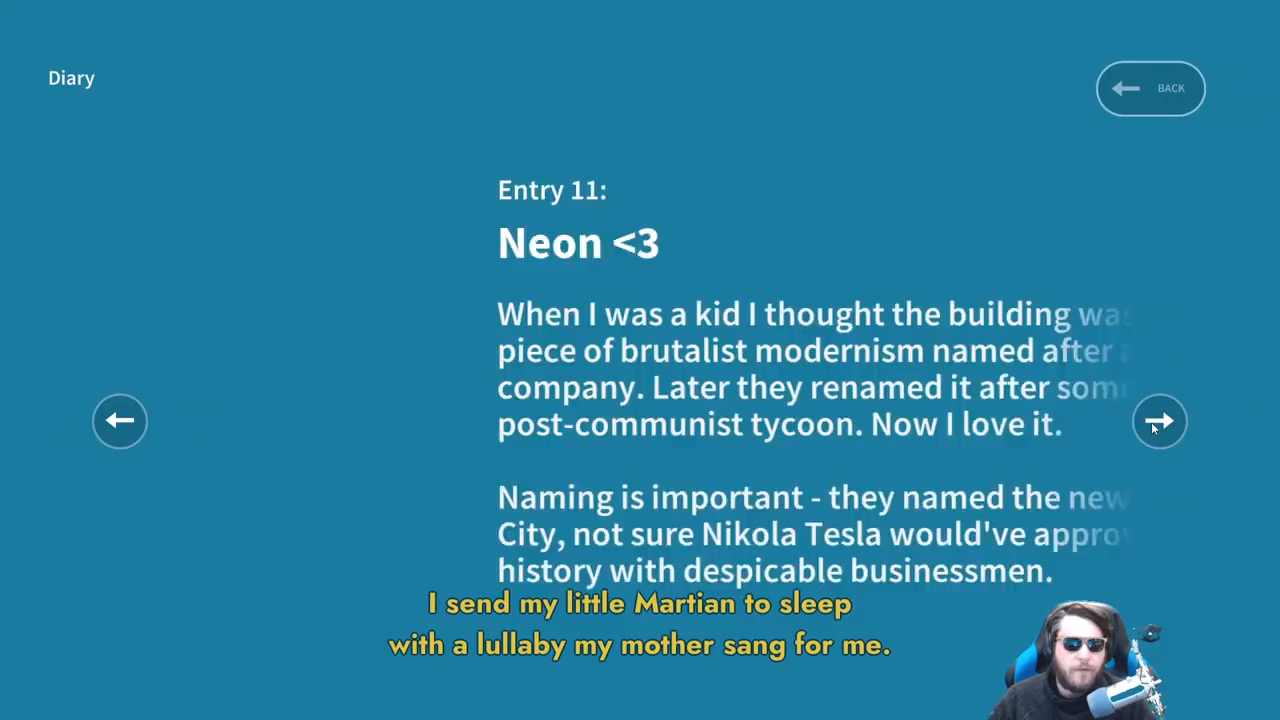 Diary
BACK
Entry 11:
Neon <3
When I was a kid I thought the building was
piece of brutalist modernism named after a
company. Later they renamed it after some
post-communist tycoon. Now I love it.
Naming is important - they named the new
City, not sure Nikola Tesla would've
history with despicable businessmen.
I send my little Martian to sleep
with a lullaby my mother sang for me.